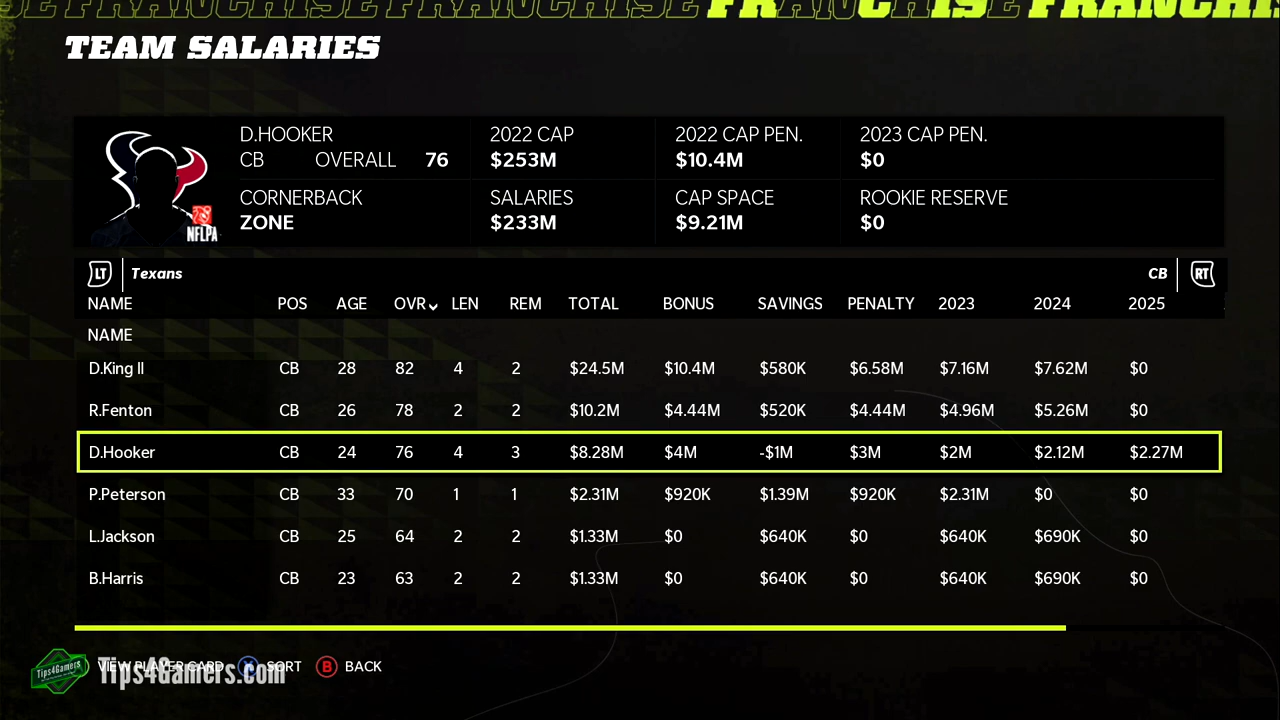 FRANCHISE FRANCHISE FRANCHISE FRANCHISE
TEAM SALARIES
D.HOOKER 2022 CAP 2022 CAP PEN. 2023 CAP PEN.
CB OVERALL 76 $253M $10.4M $0
CORNERBACK SALARIES CAP SPACE ROOKIE RESERVE
ZONE $233M $9.21M $0
NFLPA
LT Texans CB RT
NAME POS AGE OVR LEN REM TOTAL BONUS SAVINGS PENALTY 2023 2024 2025
NAME
D.King II CB 28 82 4 2 $24.5M $10.4M $580K $6.58M $7.16M $7.62M $0
R.Fenton CB 26 78 2 2 $10.2M $4.44M $520K $4.44M $4.96M $5.26M $0
D.Hooker CB 24 76 4 3 $8.28M $4M -$1M $3M $2M $2.12M $2.27M
P.Peterson CB 33 70 1 1 $2.31M $920K $1.39M $920K $2.31M $0 $0
L.Jackson CB 25 64 2 2 $1.33M $0 $640K $0 $640K $690K $0
B.Harris CB 23 63 2 2 $1.33M $0 $640K $0 $640K $690K $0
VIEW PLAYER CARD SORT B BACK
Tips4Gamers Tips4Gamers.com